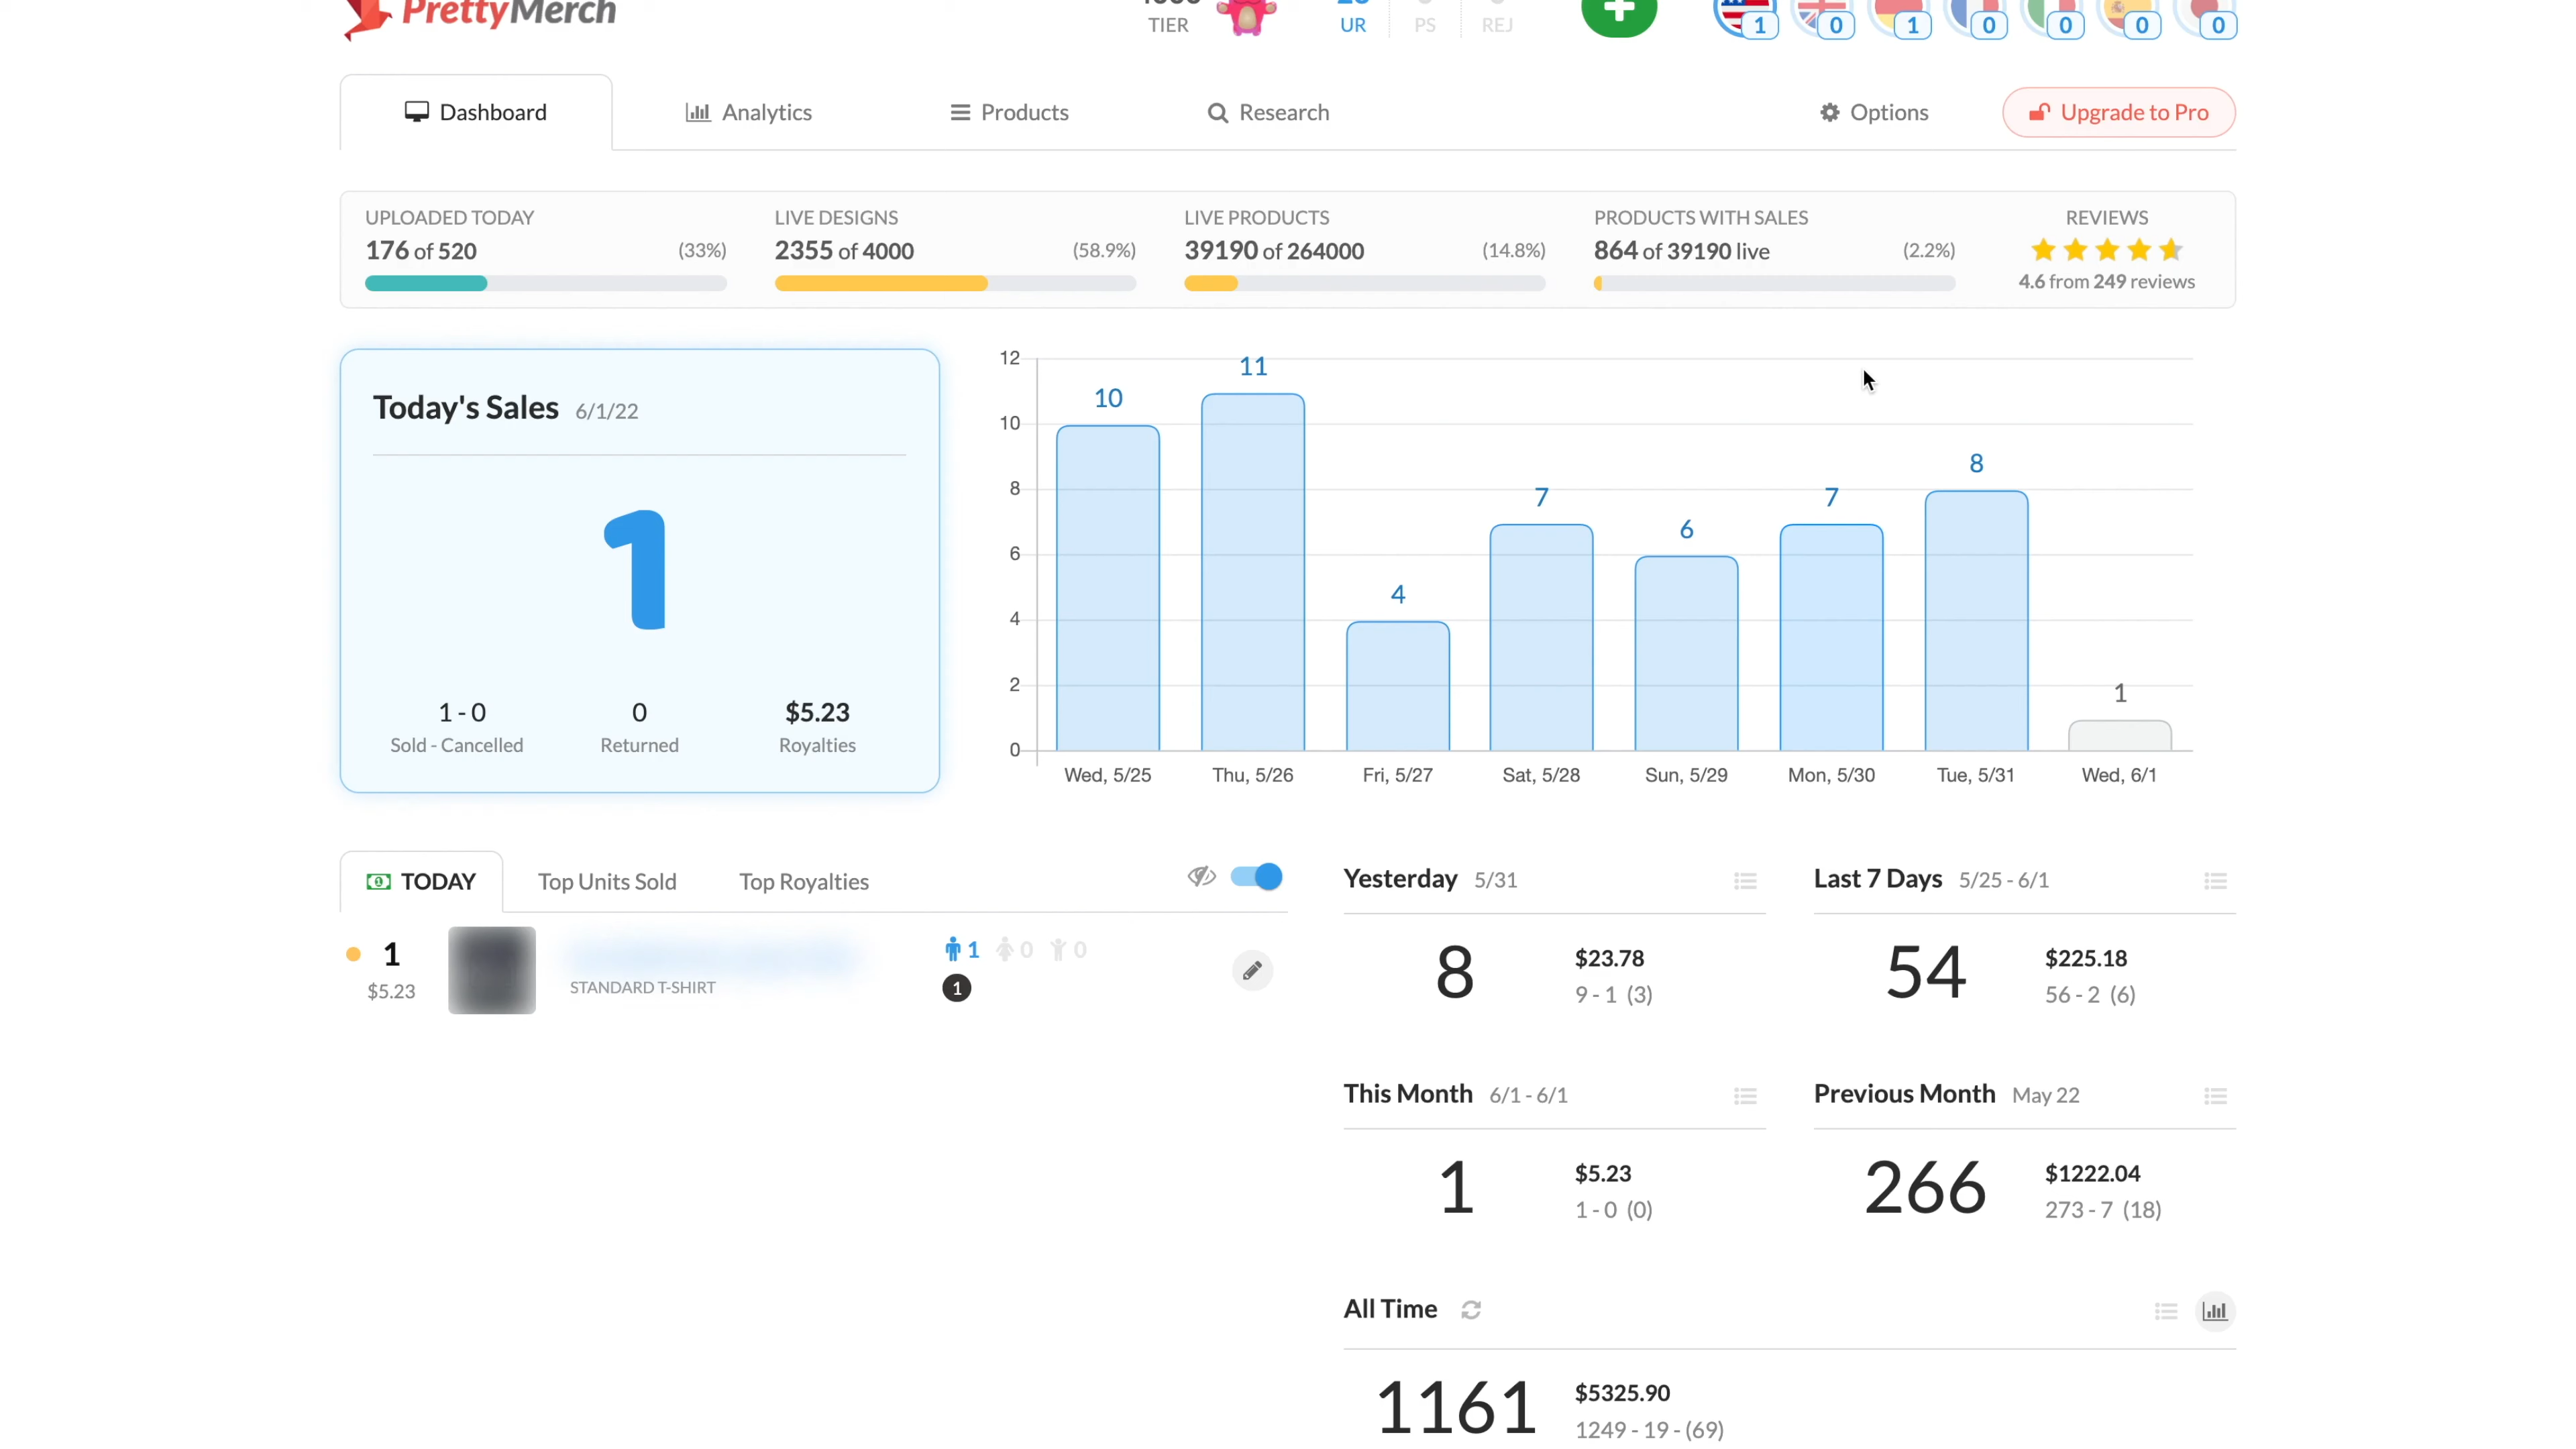 PrettyMerch
TIER
UR
PS
REJ
1
0
1
0
0
0
0
Dashboard
Analytics
Products
Research
Options
Upgrade to Pro
UPLOADED TODAY
176 of 520 (33%)
LIVE DESIGNS
2355 of 4000 (58.9%)
LIVE PRODUCTS
39190 of 264000 (14.8%)
PRODUCTS WITH SALES
864 of 39190 live (2.2%)
REVIEWS
4.6 from 249 reviews
Today's Sales 6/1/22
1
1 - 0
Sold - Cancelled
0
Returned
$5.23
Royalties
12
10
8
6
4
2
0
10
11
4
7
6
7
8
1
Wed, 5/25
Thu, 5/26
Fri, 5/27
Sat, 5/28
Sun, 5/29
Mon, 5/30
Tue, 5/31
Wed, 6/1
TODAY
Top Units Sold
Top Royalties
1
$5.23
STANDARD T-SHIRT
1 0 0
1
Yesterday 5/31
8
$23.78
9 - 1 (3)
Last 7 Days 5/25 - 6/1
54
$225.18
56 - 2 (6)
This Month 6/1 - 6/1
1
$5.23
1 - 0 (0)
Previous Month May 22
266
$1222.04
273 - 7 (18)
All Time
1161
$5325.90
1249 - 19 - (69)